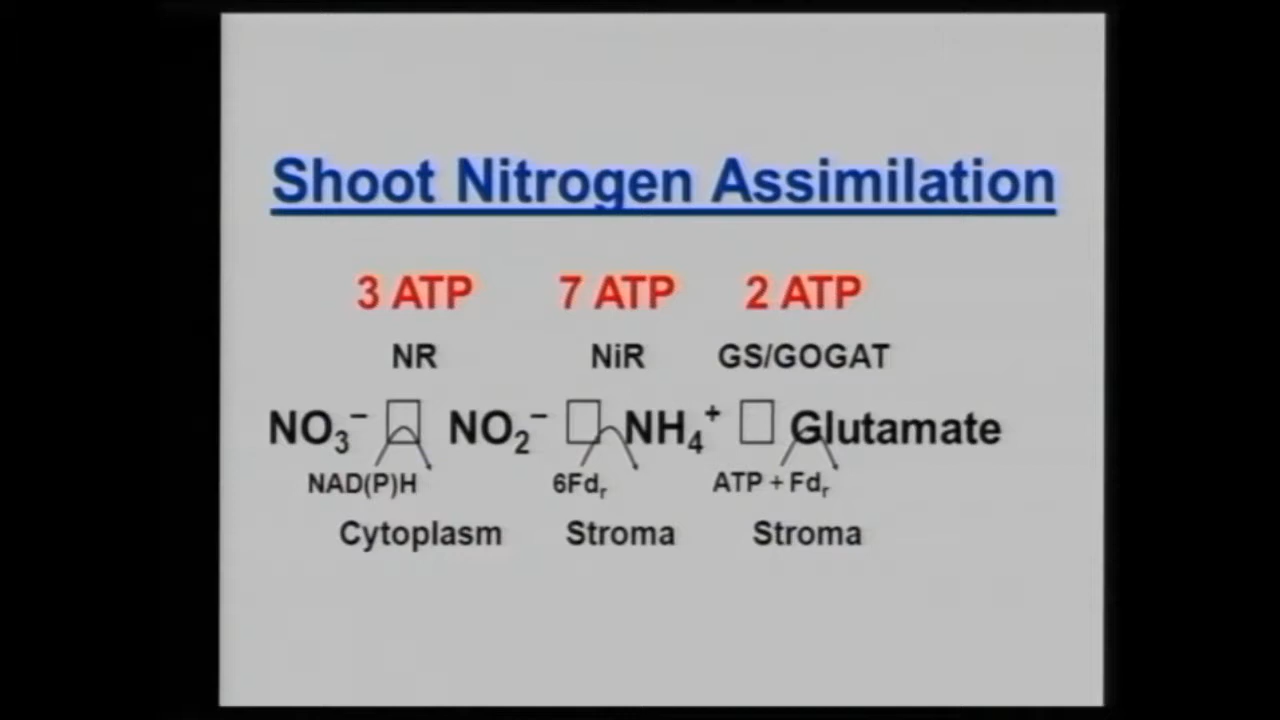 Shoot Nitrogen Assimilation
3 ATP 7 ATP 2 ATP
NR NiR GS/GOGAT
NO₃⁻ □ NO₂⁻ □ NH₄⁺ □ Glutamate
NAD(P)H 6Fdᵣ ATP + Fdᵣ
Cytoplasm Stroma Stroma